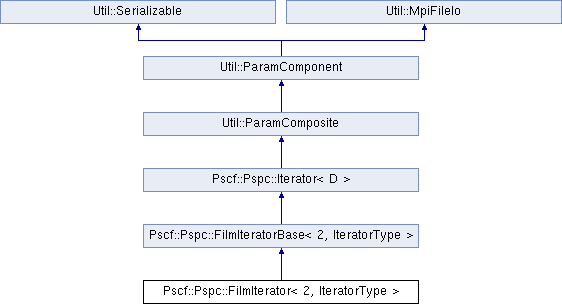 Util::Serializable
Util::MpiFileIo
Util::ParamComponent
Util::ParamComposite
Pscf::Pspc::Iterator< D >
Pscf::Pspc::FilmIteratorBase< 2, IteratorType >
Pscf::Pspc::FilmIterator< 2, IteratorType >